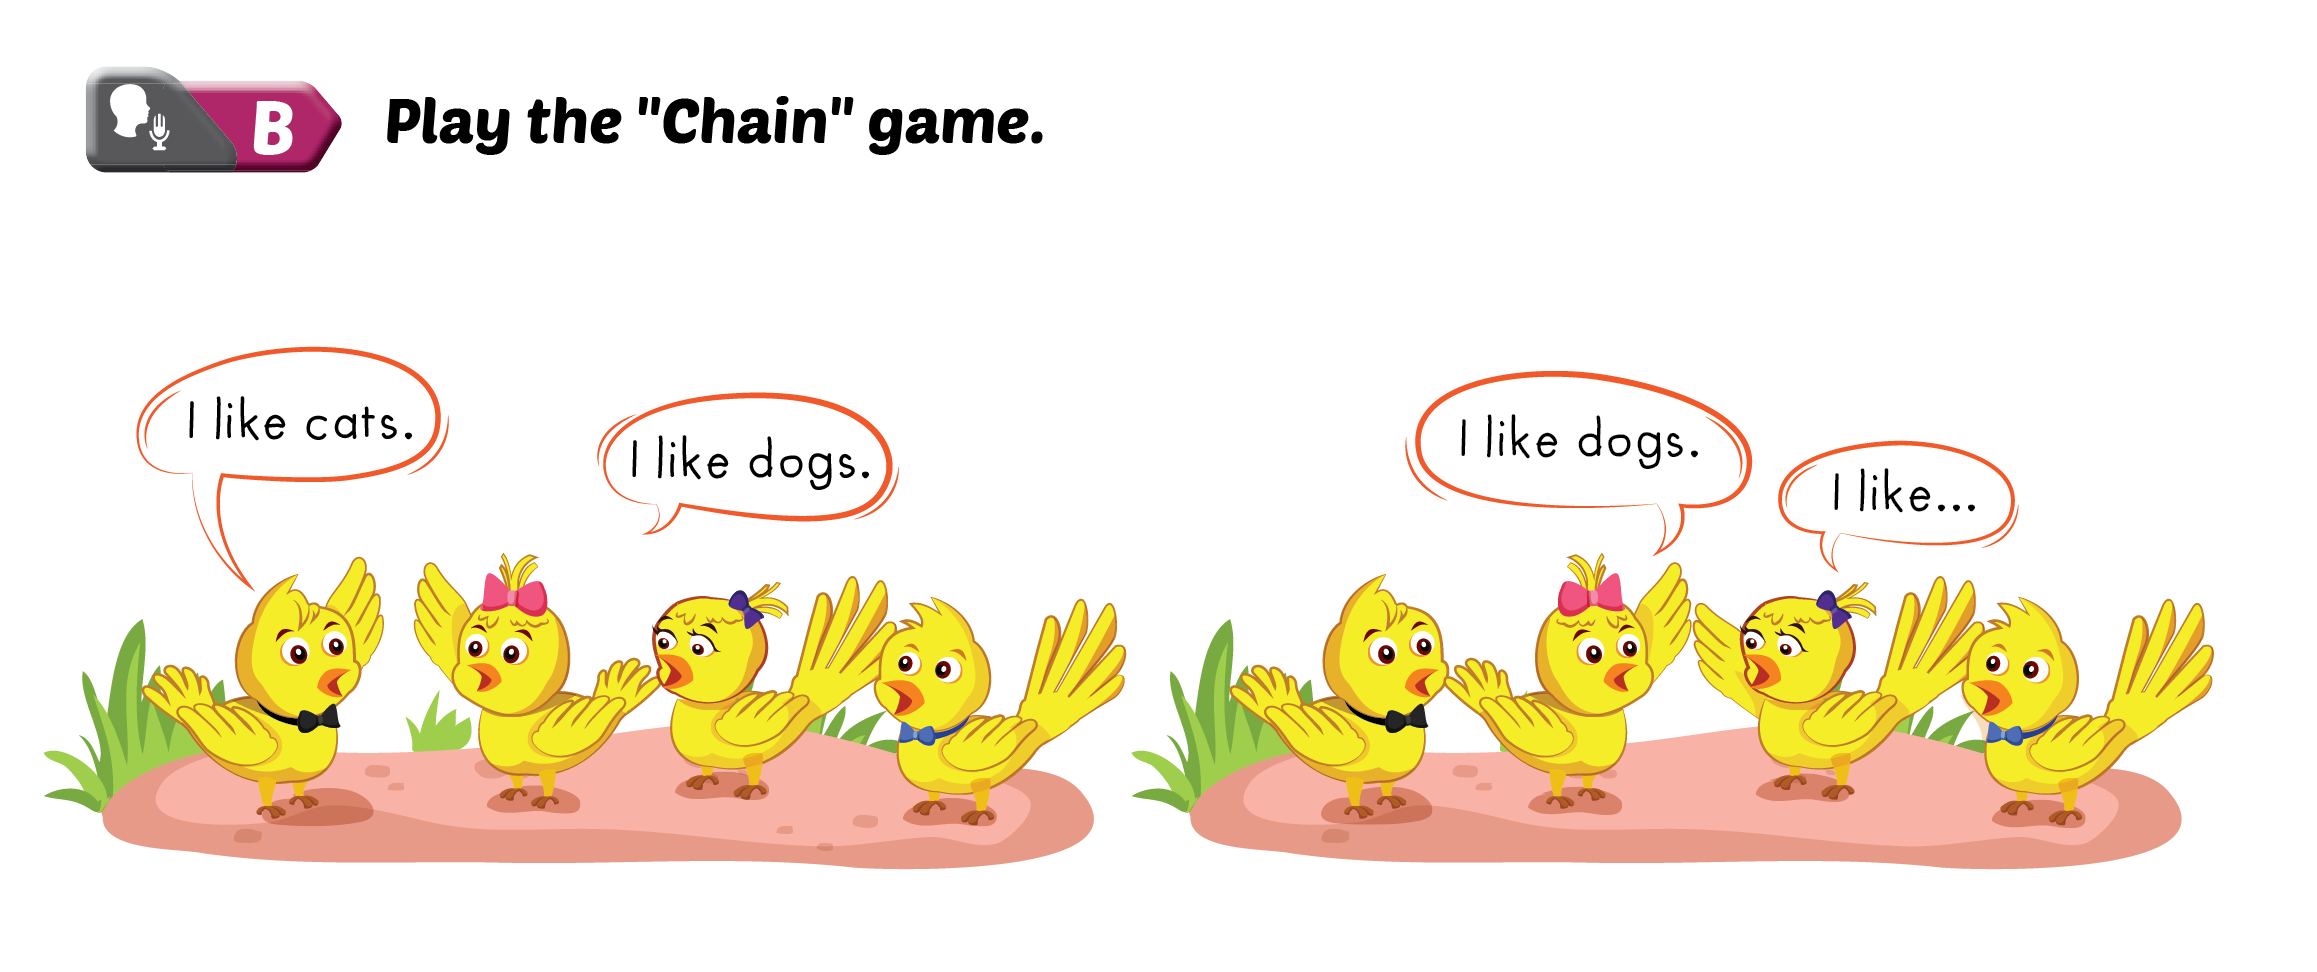 B
Play the "Chain" game.
I like cats.
I like dogs.
I like dogs.
I like...